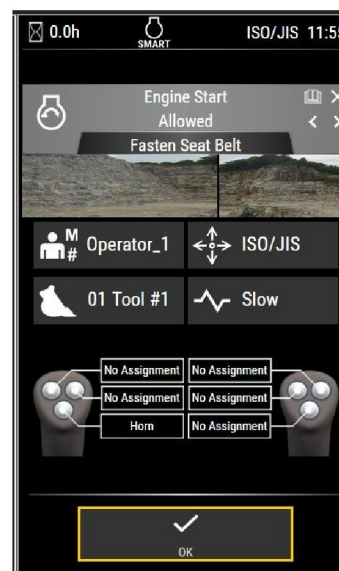 0.0h SMART ISO/JIS 11:55
Engine Start
Allowed
Fasten Seat Belt
M
# Operator_1 ISO/JIS
01 Tool #1 Slow
No Assignment No Assignment
No Assignment No Assignment
Horn No Assignment
OK